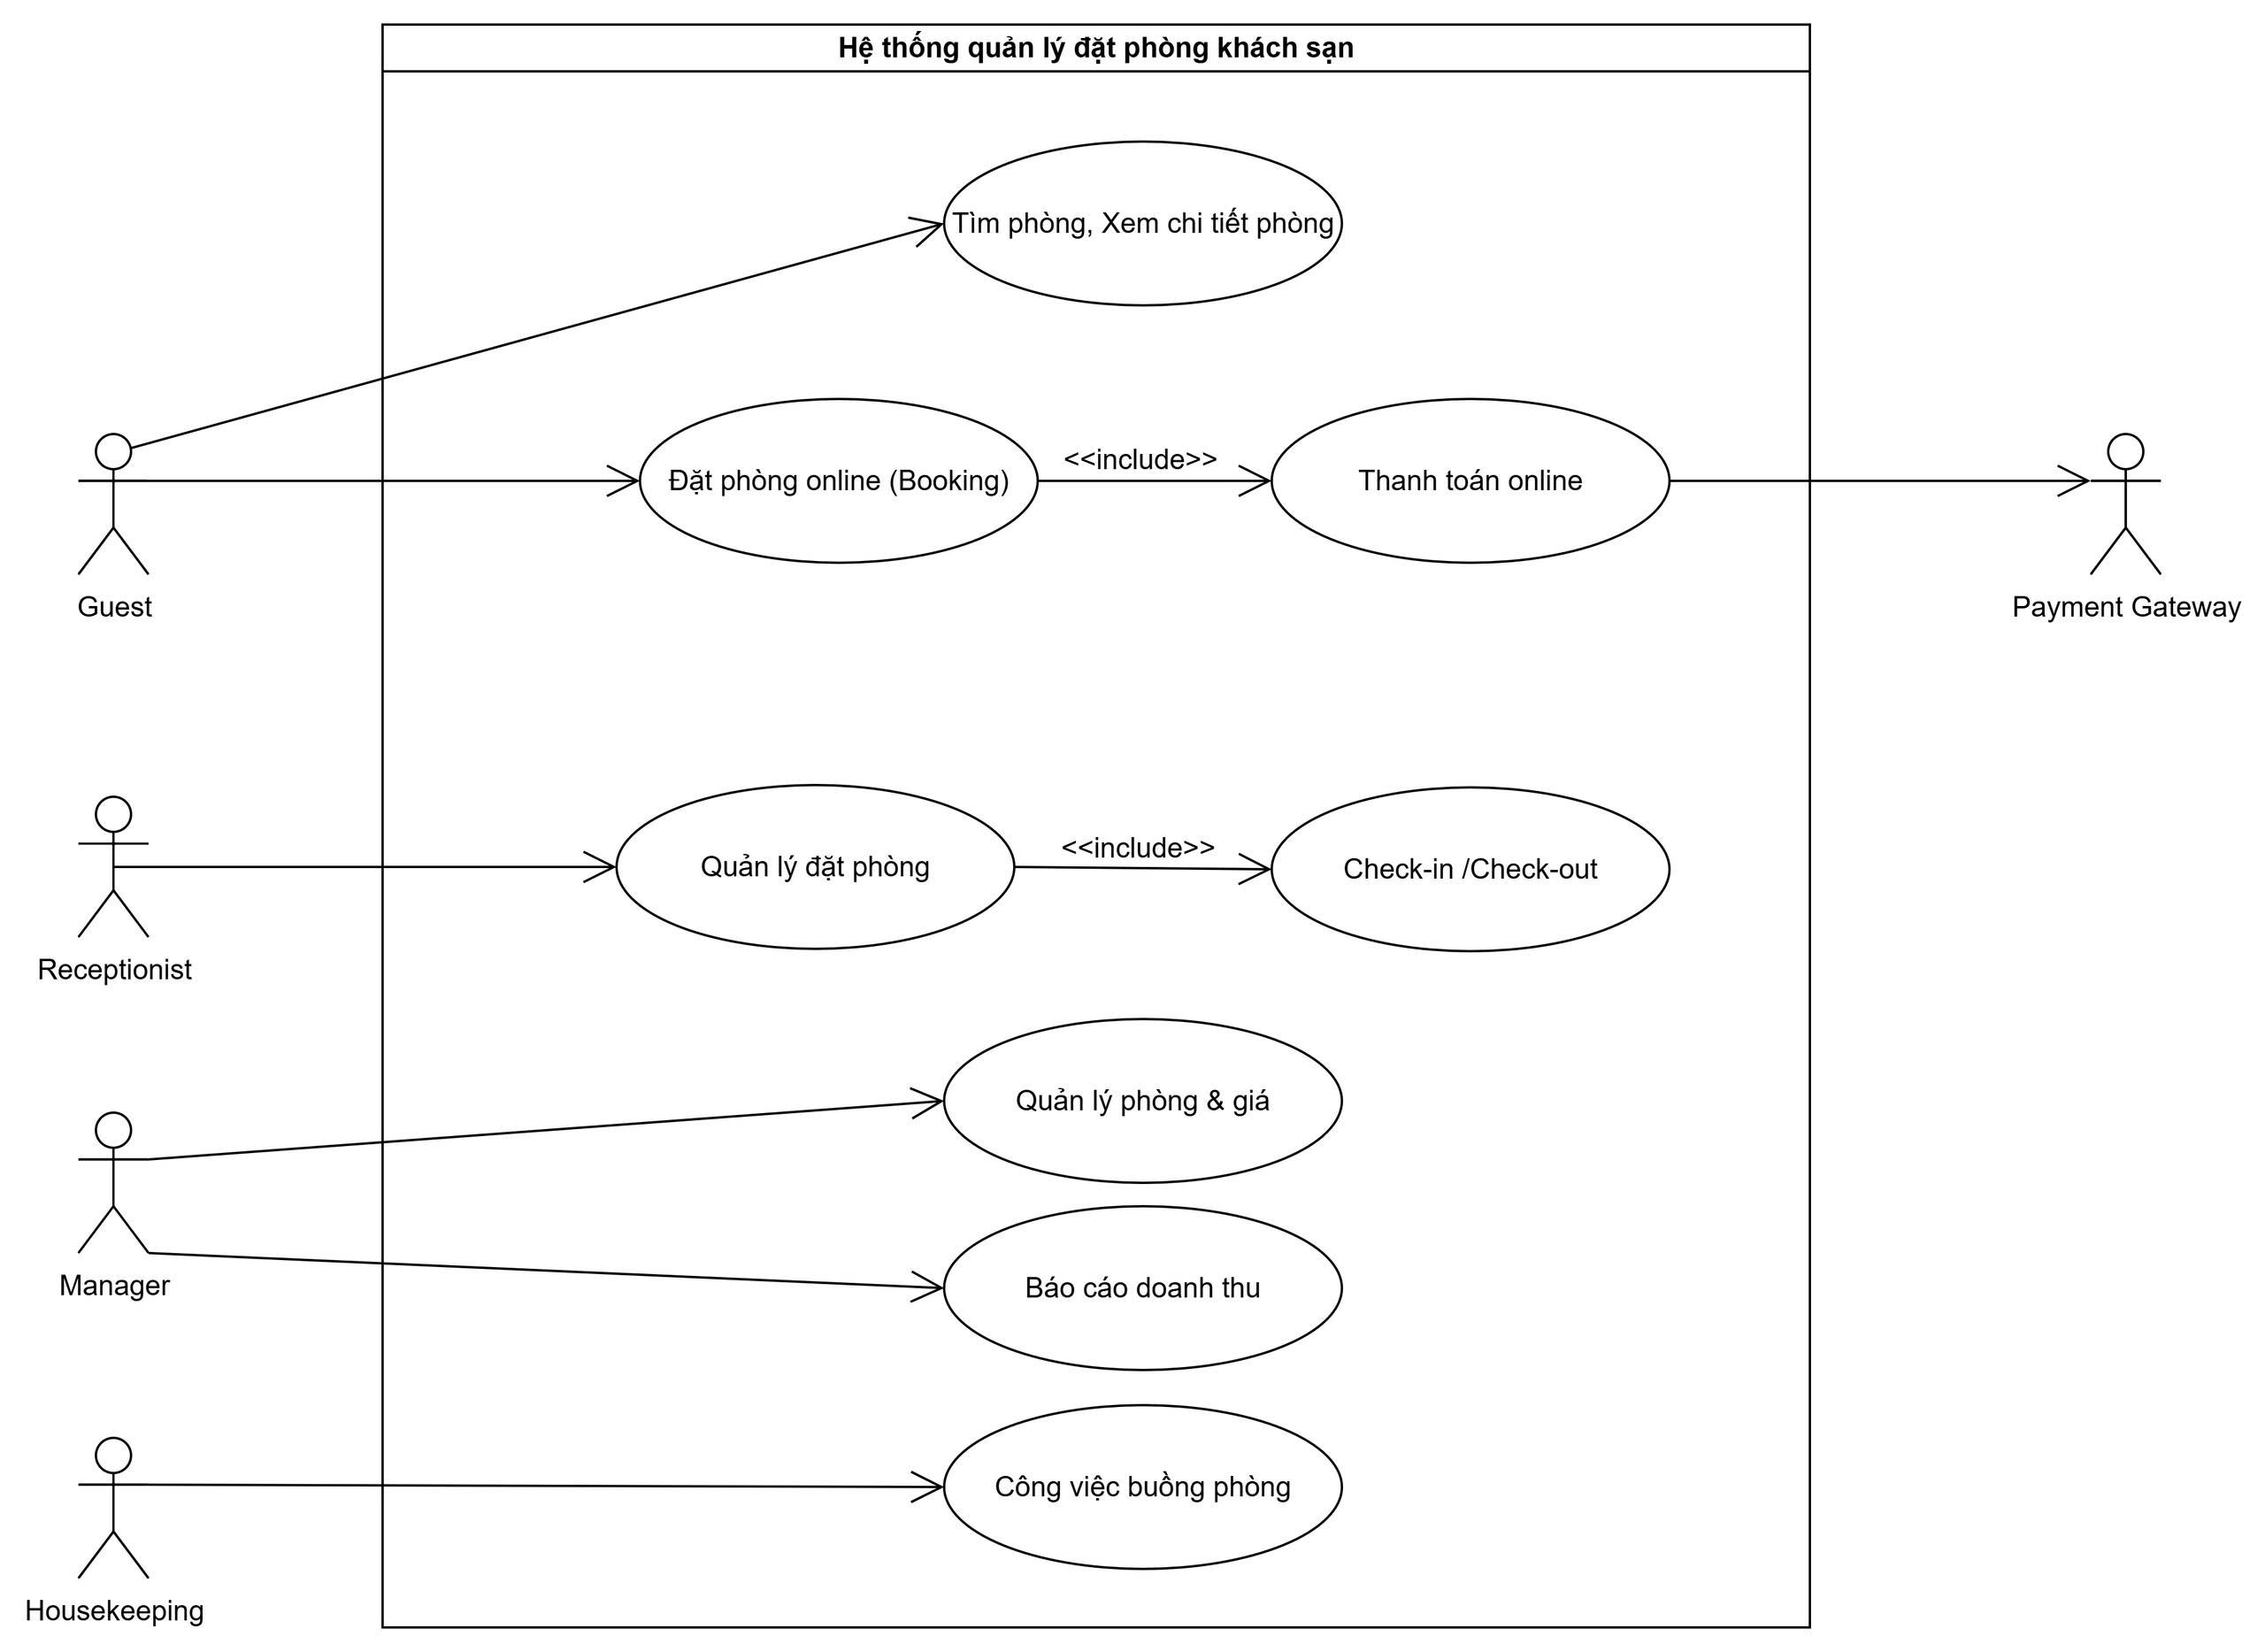 Hệ thống quản lý đặt phòng khách sạn
Tìm phòng, Xem chi tiết phòng
Đặt phòng online (Booking)
<<include>>
Thanh toán online
Guest
Payment Gateway
Quản lý đặt phòng
<<include>>
Check-in /Check-out
Receptionist
Quản lý phòng & giá
Manager
Báo cáo doanh thu
Công việc buồng phòng
Housekeeping